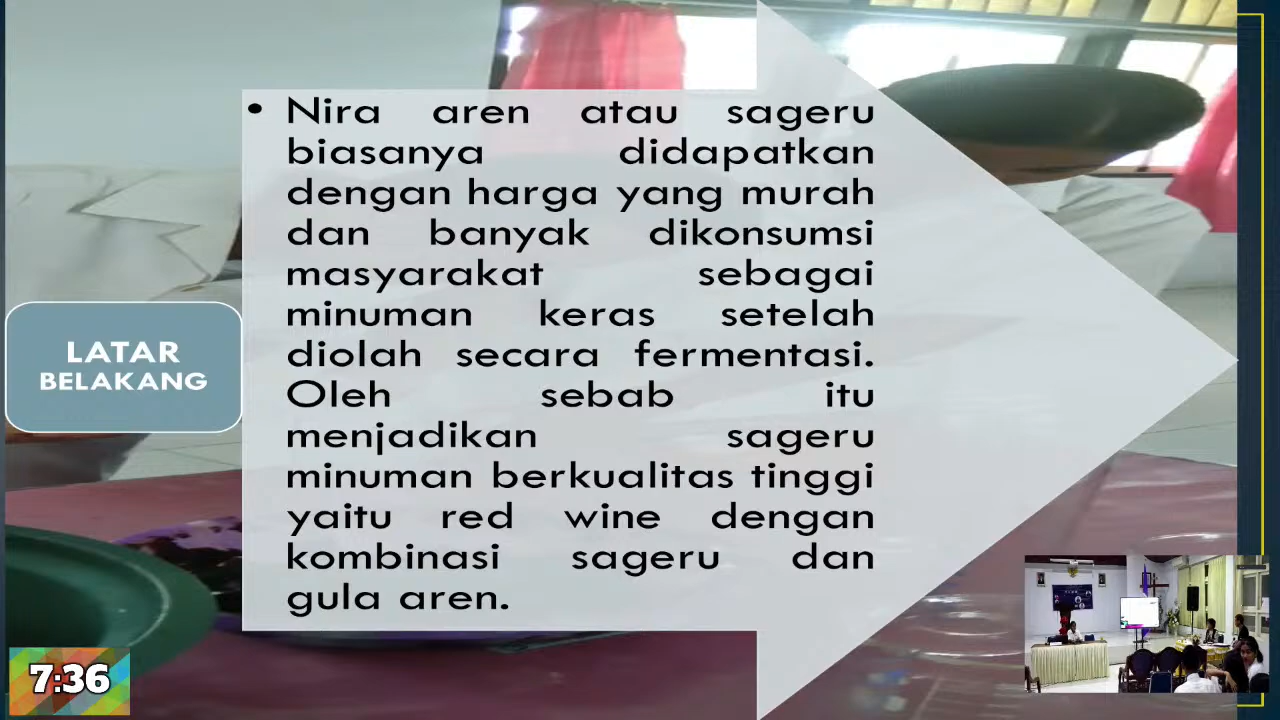 LATAR
BELAKANG
• Nira aren atau sageru
biasanya didapatkan
dengan harga yang murah
dan banyak dikonsumsi
masyarakat sebagai
minuman keras setelah
diolah secara fermentasi.
Oleh sebab itu
menjadikan sageru
minuman berkualitas tinggi
yaitu red wine dengan
kombinasi sageru dan
gula aren.
7:36